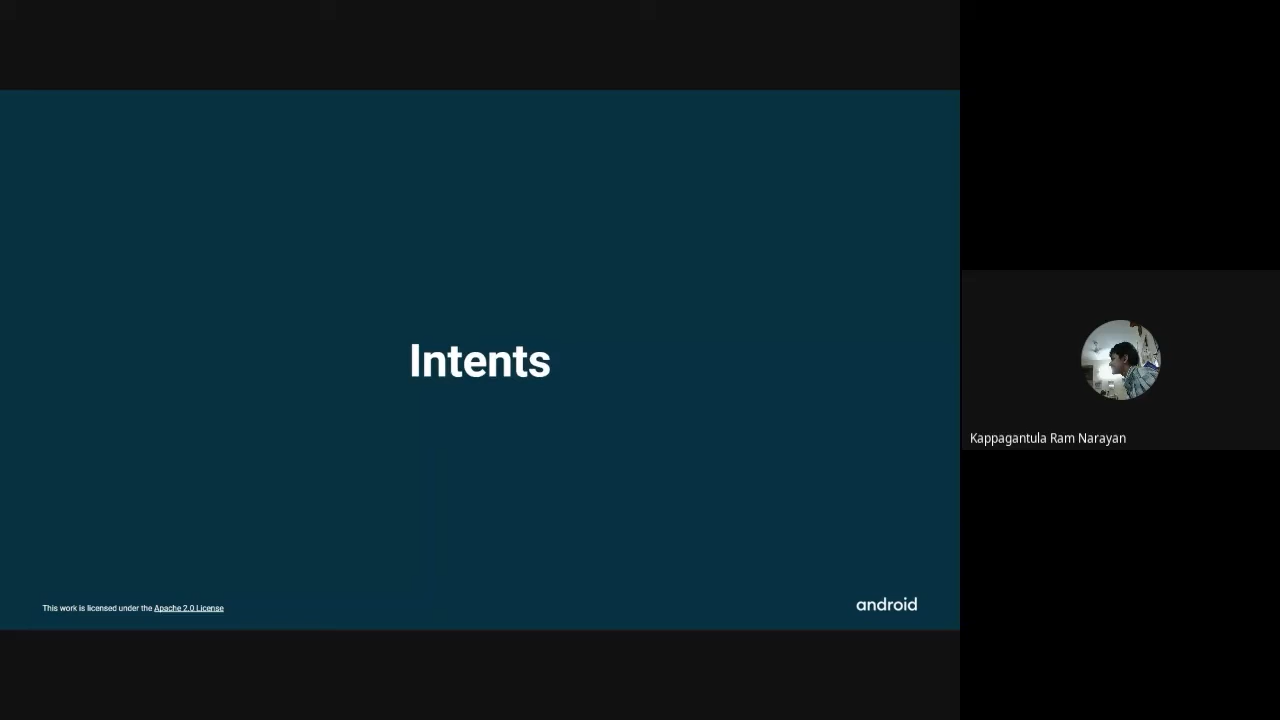 Intents
This work is licensed under the Apache 2.0 License
android
Kappagantula Ram Narayan